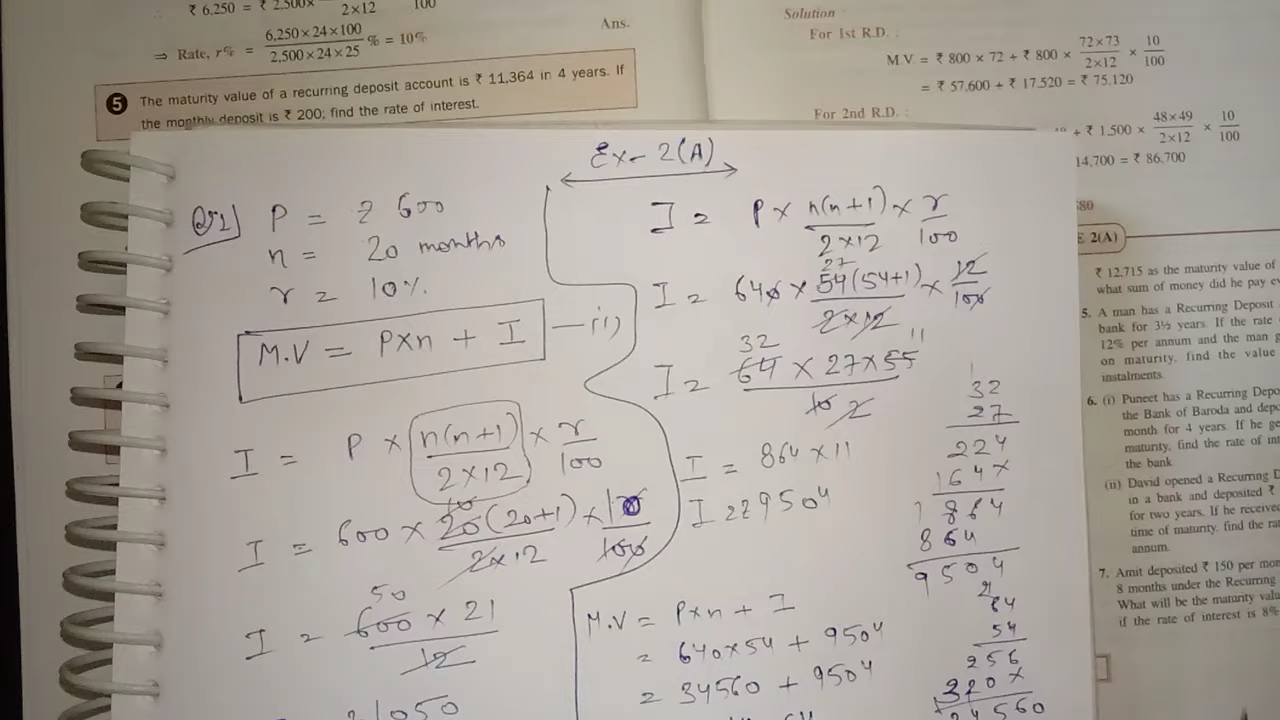 ₹ 6,250 = ₹ 2,500×
2×12
100
⇒ Rate, r% = 6,250×24×100 / 2,500×24×25 % = 10%
Ans.
5 The maturity value of a recurring deposit account is ₹ 11,364 in 4 years. If
the monthly deposit is ₹ 200; find the rate of interest.
Solution
For 1st R.D. :
M.V = ₹ 800 × 72 + ₹ 800 × 72×73 / 2×12 × 10 / 100
= ₹ 57,600 + ₹ 17,520 = ₹ 75,120
For 2nd R.D. :
+ ₹ 1,500 × 48×49 / 2×12 × 10 / 100
14,700 = ₹ 86,700
Ex- 2(A)
Qn1] P = ₹ 600
n = 20 months
r = 10%
M.V = P×n + I —(i)
I = P × n(n+1) / 2×12 × r / 100
I = 600 × 20(20+1) / 2×12 × 10 / 100
10
50
I = 600 × 21 / 12
1050
I = P× n(n+1) / 2×12 × r / 100
27
I = 640 × 54(54+1) / 2×12 × 12 / 100
32
11
I = 64 × 27×55 / 10 2
I = 864×11
I = 9504
M.V = P×n + I
= 640×54 + 9504
= 34560 + 9504
1
32
27
224
64×
864
864
9504
2
64
54
256
320×
34560
E 2(A)
₹ 12,715 as the maturity value of
what sum of money did he pay
5. A man has a Recurring Deposit
bank for 3½ years. If the rate
12% per annum and the man
on maturity, find the value
instalments.
6. (i) Puneet has a Recurring
the Bank of Baroda and
month for 4 years. If he
maturity, find the rate of
the bank
(ii) David opened a Recurring
in a bank and deposited ₹
for two years. If he received
time of maturity, find the
annum.
7. Amit deposited ₹ 150 per
8 months under the Recurring
What will be the maturity
if the rate of interest is 8%